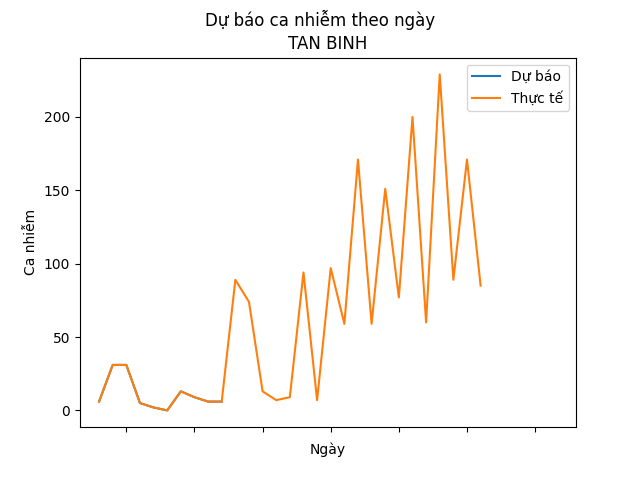 Dự báo ca nhiễm theo ngày
TAN BINH
Dự báo
Thực tế
200
150
100
50
0
Ca nhiễm
Ngày